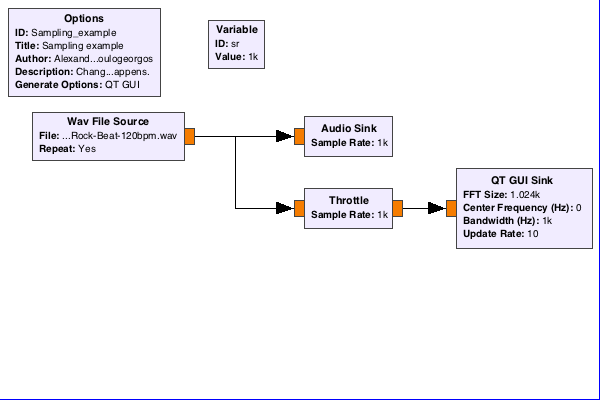 Options
ID: Sampling_example
Title: Sampling example
Author: Alexand...oulogeorgos
Description: Chang...appens.
Generate Options: QT GUI
Variable
ID: sr
Value: 1k
Wav File Source
File: ...Rock-Beat-120bpm.wav
Repeat: Yes
Audio Sink
Sample Rate: 1k
Throttle
Sample Rate: 1k
QT GUI Sink
FFT Size: 1.024k
Center Frequency (Hz): 0
Bandwidth (Hz): 1k
Update Rate: 10